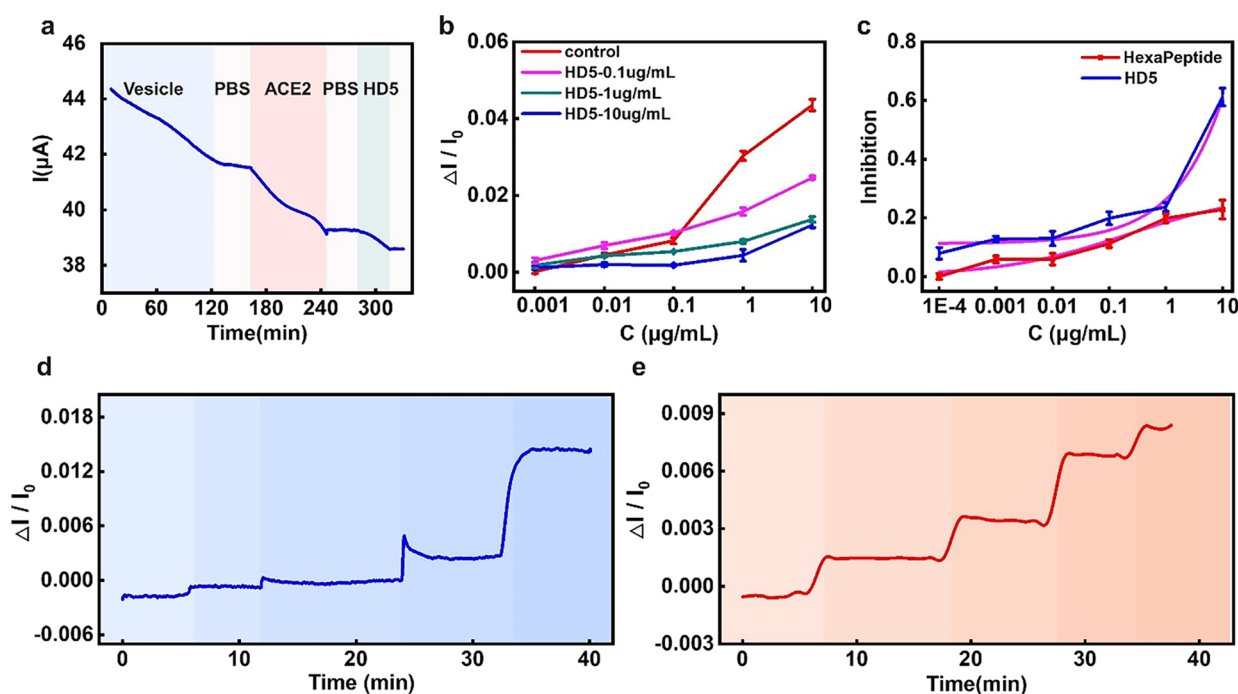 a
46
44
42
40
38
I(μA)
Vesicle
PBS
ACE2
PBS
HD5
0
60
120
180
240
300
Time(min)
b
0.06
0.04
0.02
0.00
△I / I0
control
HD5-0.1ug/mL
HD5-1ug/mL
HD5-10ug/mL
0.001
0.01
0.1
1
10
C (μg/mL)
c
0.8
0.6
0.4
0.2
0.0
Inhibition
HexaPeptide
HD5
1E-4
0.001
0.01
0.1
1
10
C (μg/mL)
d
0.018
0.012
0.006
0.000
-0.006
△I / I0
0
10
20
30
40
Time (min)
e
0.009
0.006
0.003
0.000
-0.003
△I / I0
0
10
20
30
40
Time(min)